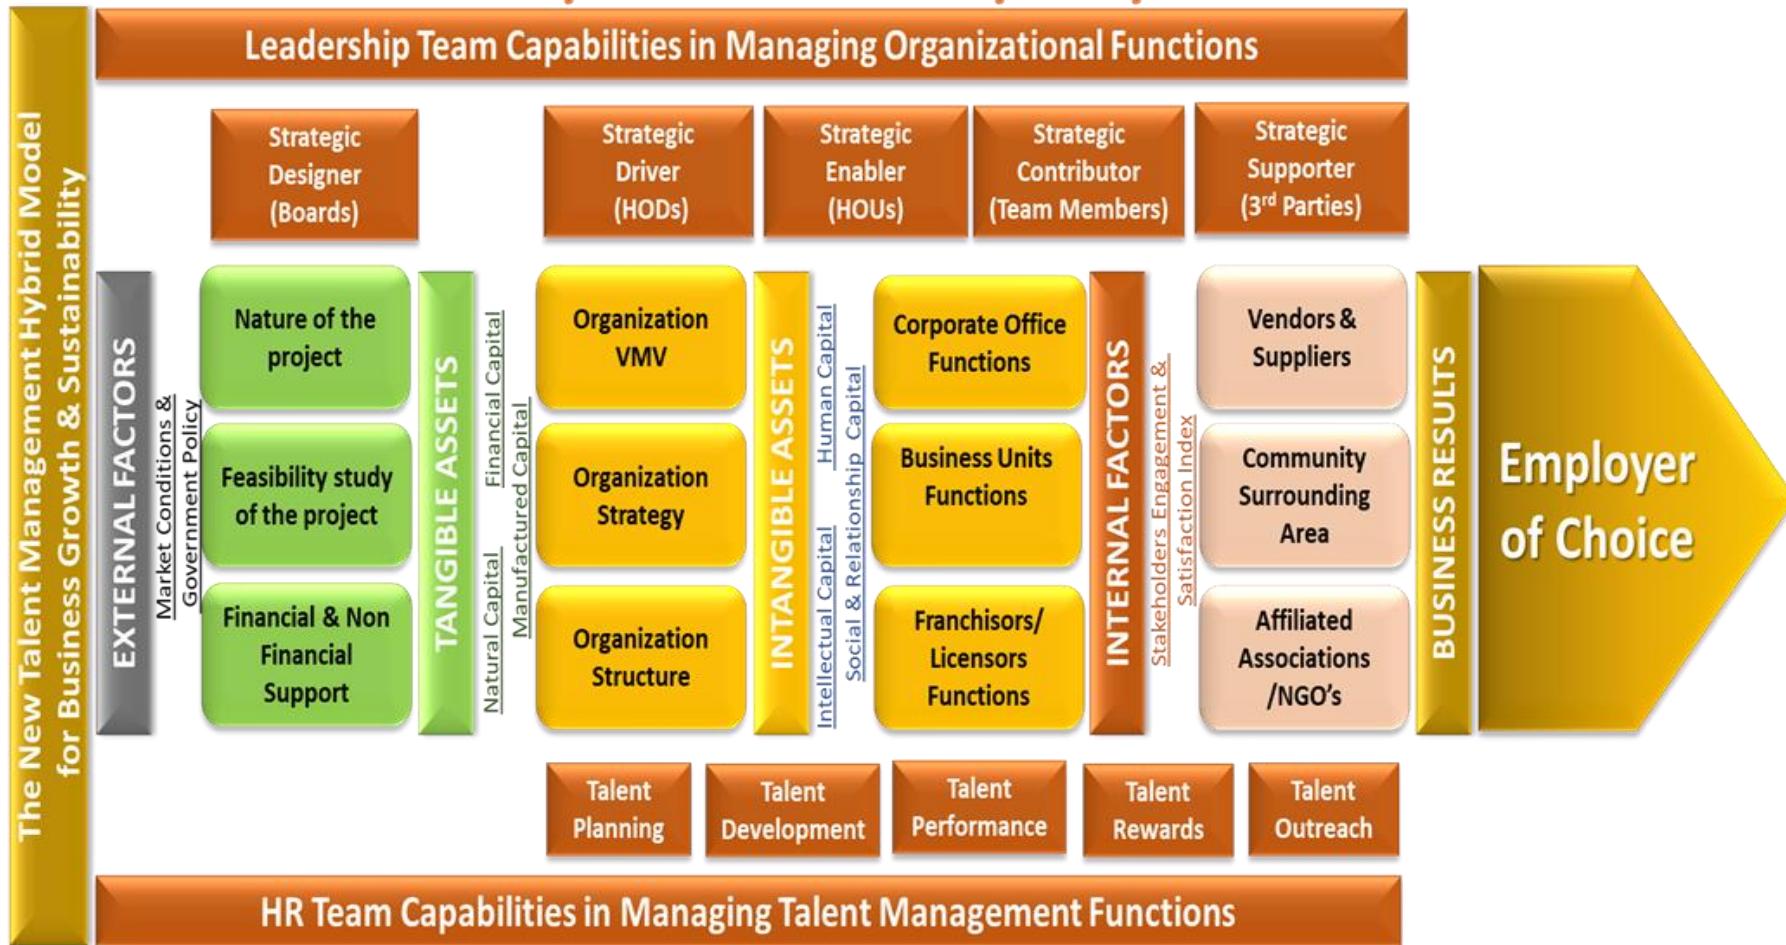 The New Talent Management Hybrid Model
for Business Growth & Sustainability
Leadership Team Capabilities in Managing Organizational Functions
Strategic
Designer
(Boards)
Strategic
Driver
(HODs)
Strategic
Enabler
(HOUs)
Strategic
Contributor
(Team Members)
Strategic
Supporter
(3rd Parties)
EXTERNAL FACTORS
Market Conditions &
Government Policy
Nature of the
project
Feasibility study
of the project
Financial & Non
Financial
Support
TANGIBLE ASSETS
Natural Capital
Financial Capital
Manufactured Capital
Organization
VMV
Organization
Strategy
Organization
Structure
INTANGIBLE ASSETS
Intellectual Capital
Human Capital
Social & Relationship Capital
Corporate Office
Functions
Business Units
Functions
Franchisors/
Licensors
Functions
INTERNAL FACTORS
Stakeholders Engagement &
Satisfaction Index
Vendors &
Suppliers
Community
Surrounding
Area
Affiliated
Associations
/NGO's
BUSINESS RESULTS
Employer
of Choice
Talent
Planning
Talent
Development
Talent
Performance
Talent
Rewards
Talent
Outreach
HR Team Capabilities in Managing Talent Management Functions